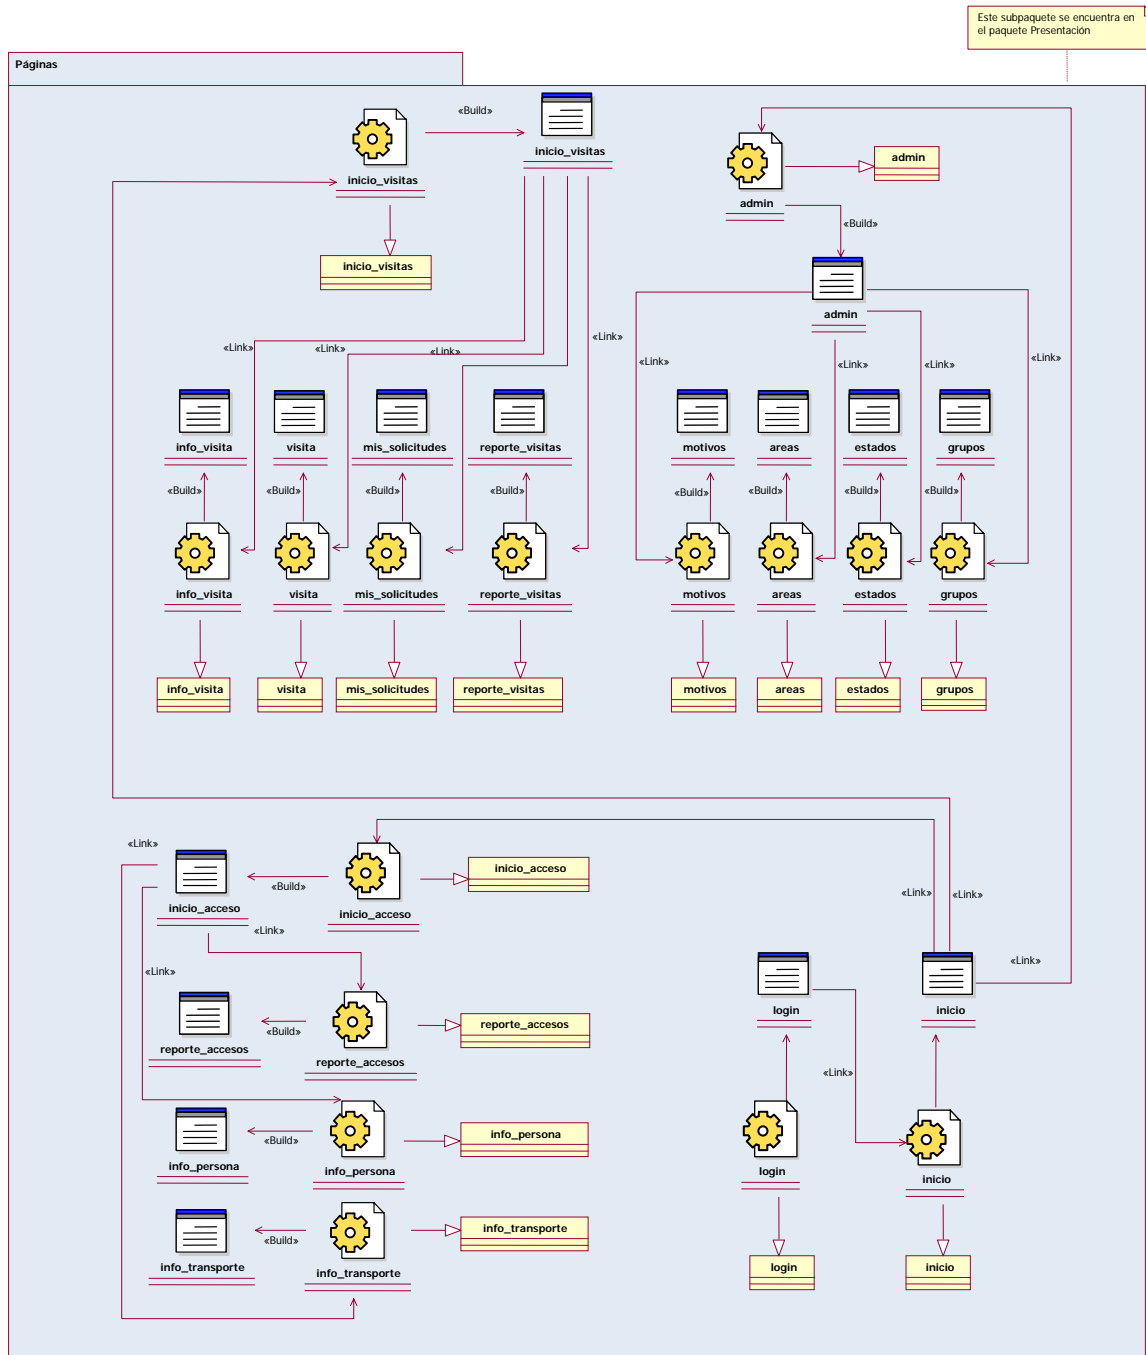 Este subpaquete se encuentra en
el paquete Presentación
Páginas
«Build»
inicio_visitas
inicio_visitas
inicio_visitas
admin
admin
«Build»
admin
«Link»
«Link»
«Link»
«Link»
«Link»
«Link»
«Link»
«Link»
info_visita
visita
mis_solicitudes
reporte_visitas
motivos
areas
estados
grupos
«Build»
«Build»
«Build»
«Build»
«Build»
«Build»
«Build»
«Build»
info_visita
visita
mis_solicitudes
reporte_visitas
motivos
areas
estados
grupos
info_visita
visita
mis_solicitudes
reporte_visitas
motivos
areas
estados
grupos
«Link»
inicio_acceso
«Build»
inicio_acceso
inicio_acceso
«Link»
«Link»
«Link»
«Link»
«Link»
reporte_accesos
«Build»
reporte_accesos
reporte_accesos
login
inicio
«Link»
info_persona
«Build»
info_persona
info_persona
login
inicio
info_transporte
«Build»
info_transporte
info_transporte
login
inicio